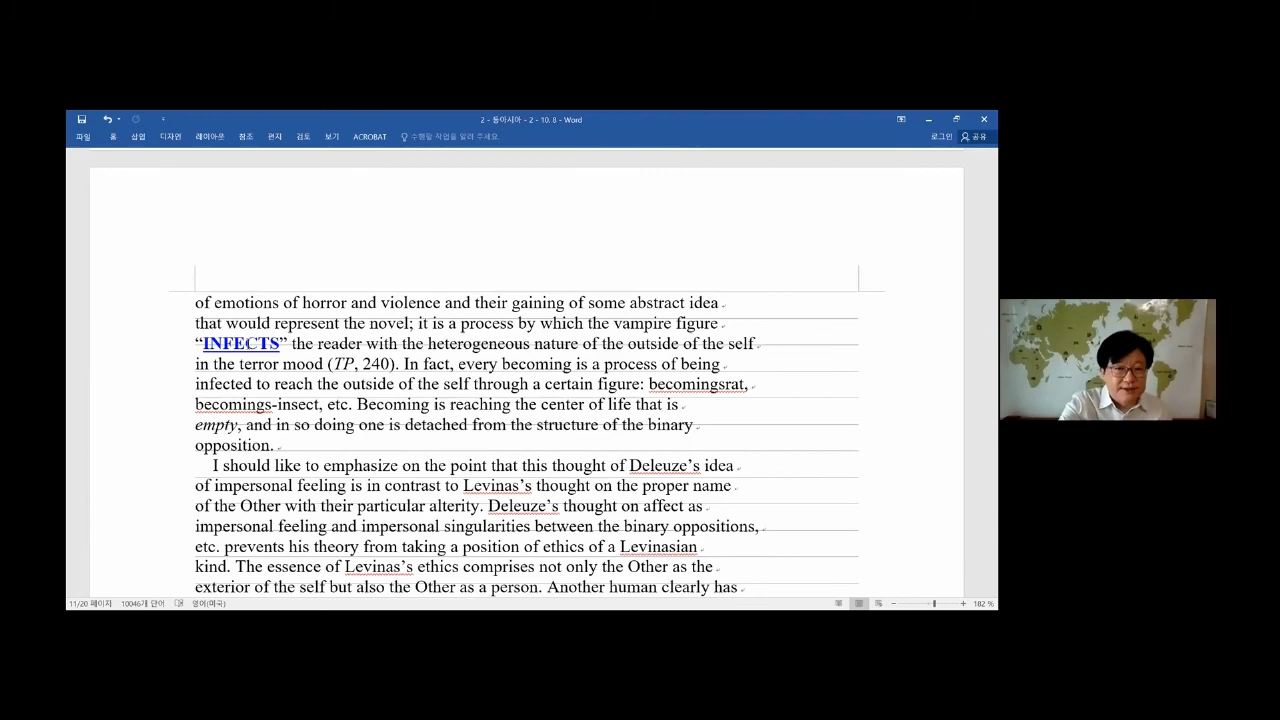 2 - 동아시아 - 2 - 10. 8 - Word
파일 홈 삽입 디자인 레이아웃 참조 편지 검토 보기 ACROBAT 수행할 작업을 알려 주세요. 로그인 공유
of emotions of horror and violence and their gaining of some abstract idea
that would represent the novel; it is a process by which the vampire figure
“INFECTS” the reader with the heterogeneous nature of the outside of the self
in the terror mood (TP, 240). In fact, every becoming is a process of being
infected to reach the outside of the self through a certain figure: becomingsrat,
becomings-insect, etc. Becoming is reaching the center of life that is
empty, and in so doing one is detached from the structure of the binary
opposition.
I should like to emphasize on the point that this thought of Deleuze’s idea
of impersonal feeling is in contrast to Levinas’s thought on the proper name
of the Other with their particular alterity. Deleuze’s thought on affect as
impersonal feeling and impersonal singularities between the binary oppositions,
etc. prevents his theory from taking a position of ethics of a Levinasian
kind. The essence of Levinas’s ethics comprises not only the Other as the
exterior of the self but also the Other as a person. Another human clearly has
11/20 페이지 10046개 단어 영어(미국) 182 %